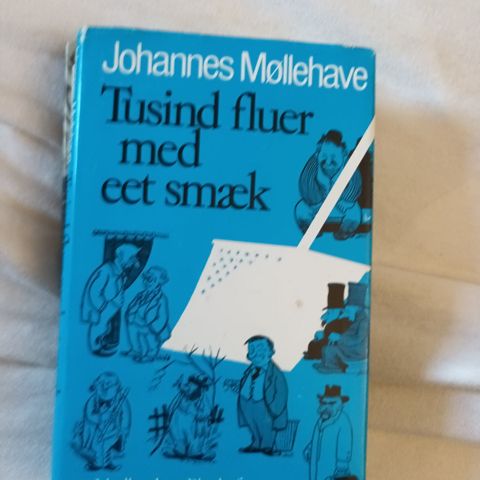 Johannes Møllehave
Tusind fluer
med
eet smæk